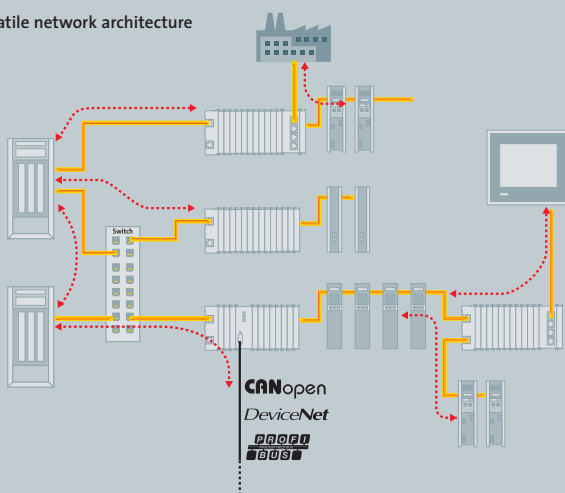 atile network architecture
Switch
CANopen
DeviceNet
PROFI
BUS